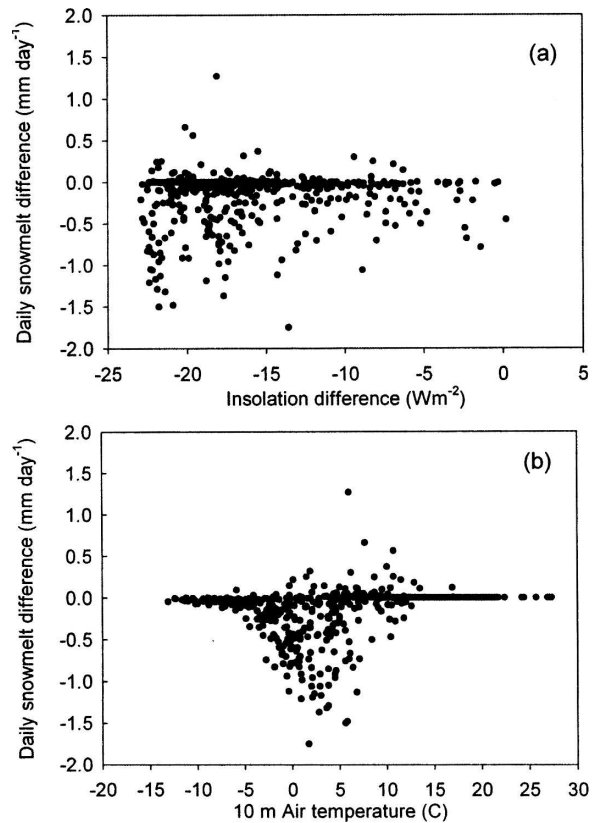 2.0
(a)
1.5
1.0
0.5
0.0
-0.5
-1.0
-1.5
-2.0
Daily snowmelt difference (mm day⁻¹)
-25 -20 -15 -10 -5 0 5
Insolation difference (Wm⁻²)
2.0
(b)
1.5
1.0
0.5
0.0
-0.5
-1.0
-1.5
-2.0
Daily snowmelt difference (mm day⁻¹)
-20 -15 -10 -5 0 5 10 15 20 25 30
10 m Air temperature (C)